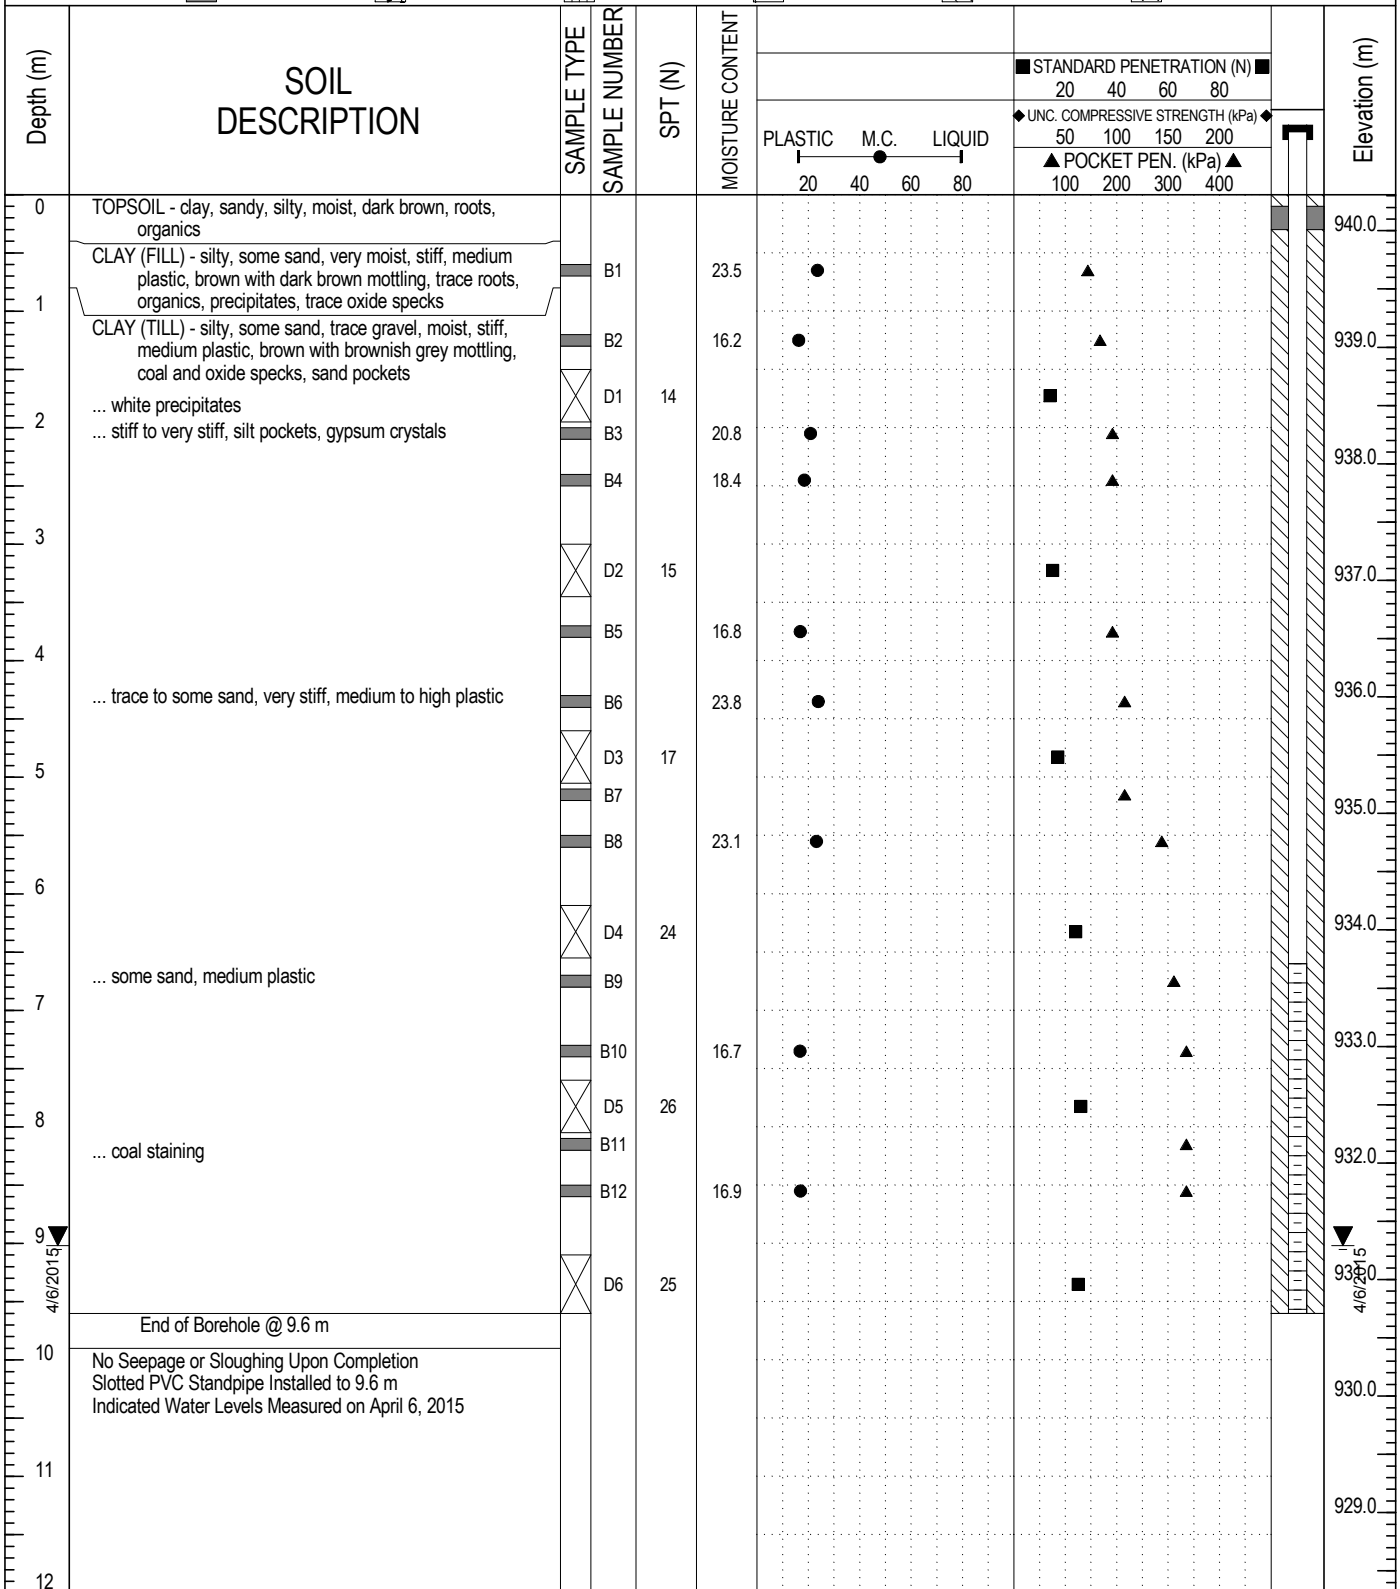 Depth (m)
SOIL
DESCRIPTION
SAMPLE TYPE
SAMPLE NUMBER
SPT (N)
MOISTURE CONTENT
PLASTIC M.C. LIQUID
20 40 60 80
STANDARD PENETRATION (N)
20 40 60 80
UNC. COMPRESSIVE STRENGTH (kPa)
50 100 150 200
POCKET PEN. (kPa)
100 200 300 400
Elevation (m)
0
TOPSOIL - clay, sandy, silty, moist, dark brown, roots,
organics
940.0
CLAY (FILL) - silty, some sand, very moist, stiff, medium
plastic, brown with dark brown mottling, trace roots,
organics, precipitates, trace oxide specks
B1 23.5
1
CLAY (TILL) - silty, some sand, trace gravel, moist, stiff,
medium plastic, brown with brownish grey mottling,
coal and oxide specks, sand pockets
B2 16.2
939.0
D1 14
... white precipitates
2
... stiff to very stiff, silt pockets, gypsum crystals
B3 20.8
938.0
B4 18.4
3
D2 15
937.0
B5 16.8
4
... trace to some sand, very stiff, medium to high plastic
B6 23.8
936.0
D3 17
5
B7
935.0
B8 23.1
6
D4 24
934.0
... some sand, medium plastic
B9
7
B10 16.7
933.0
D5 26
8
B11
... coal staining
932.0
B12 16.9
9
4/6/2015
D6 25
931.0
4/6/2015
End of Borehole @ 9.6 m
10
No Seepage or Sloughing Upon Completion
Slotted PVC Standpipe Installed to 9.6 m
Indicated Water Levels Measured on April 6, 2015
930.0
11
929.0
12